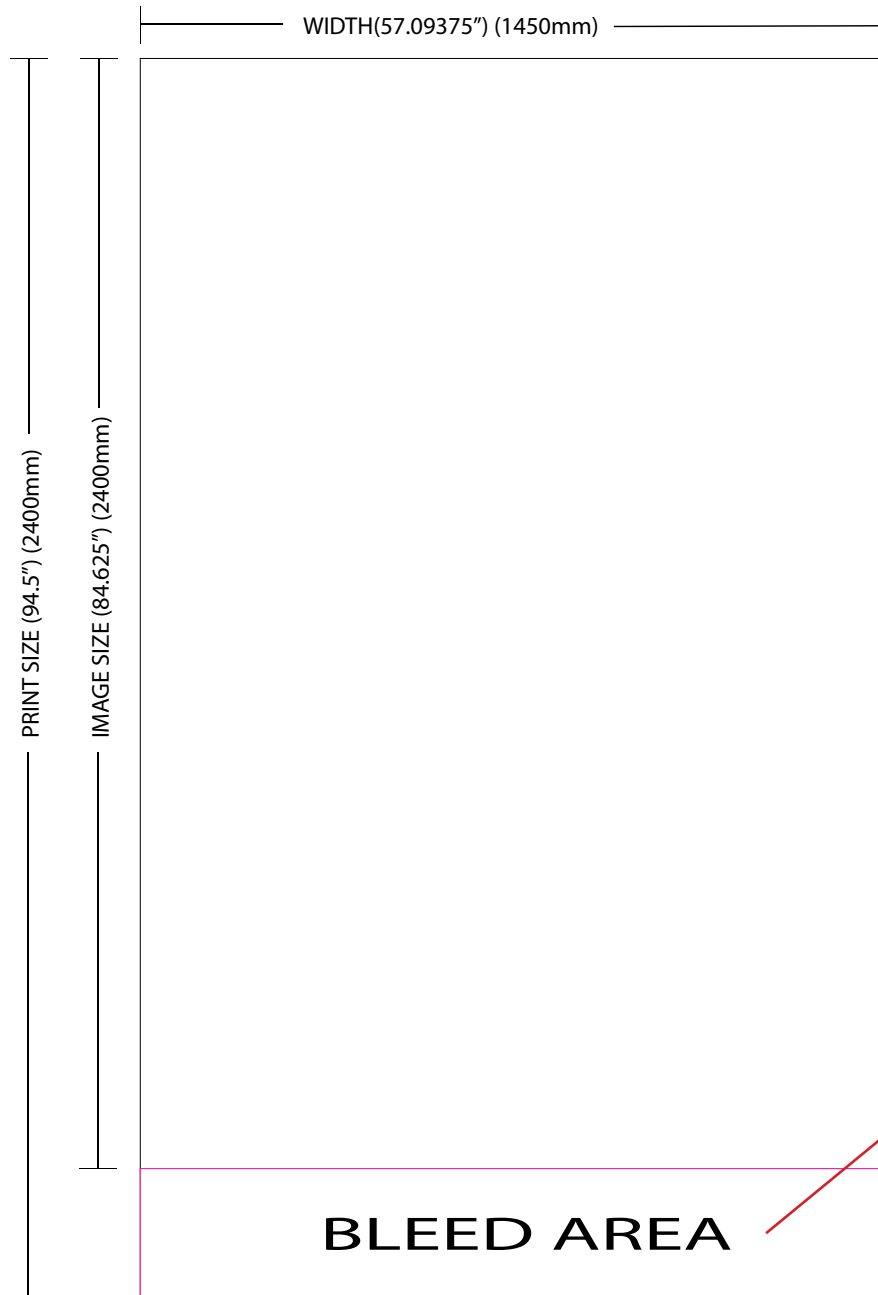 WIDTH(57.09375”) (1450mm)
PRINT SIZE (94.5”) (2400mm)
IMAGE SIZE (84.625”) (2400mm)
BLEED AREA